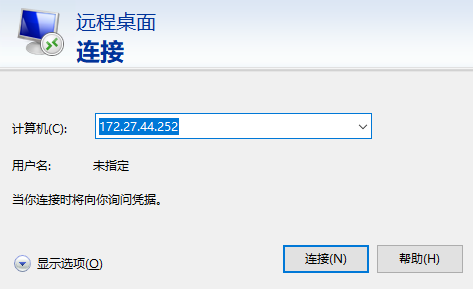 远程桌面
连接
计算机(C): 172.27.44.252
用户名: 未指定
当你连接时将向你询问凭据。
显示选项(O) 连接(N) 帮助(H)